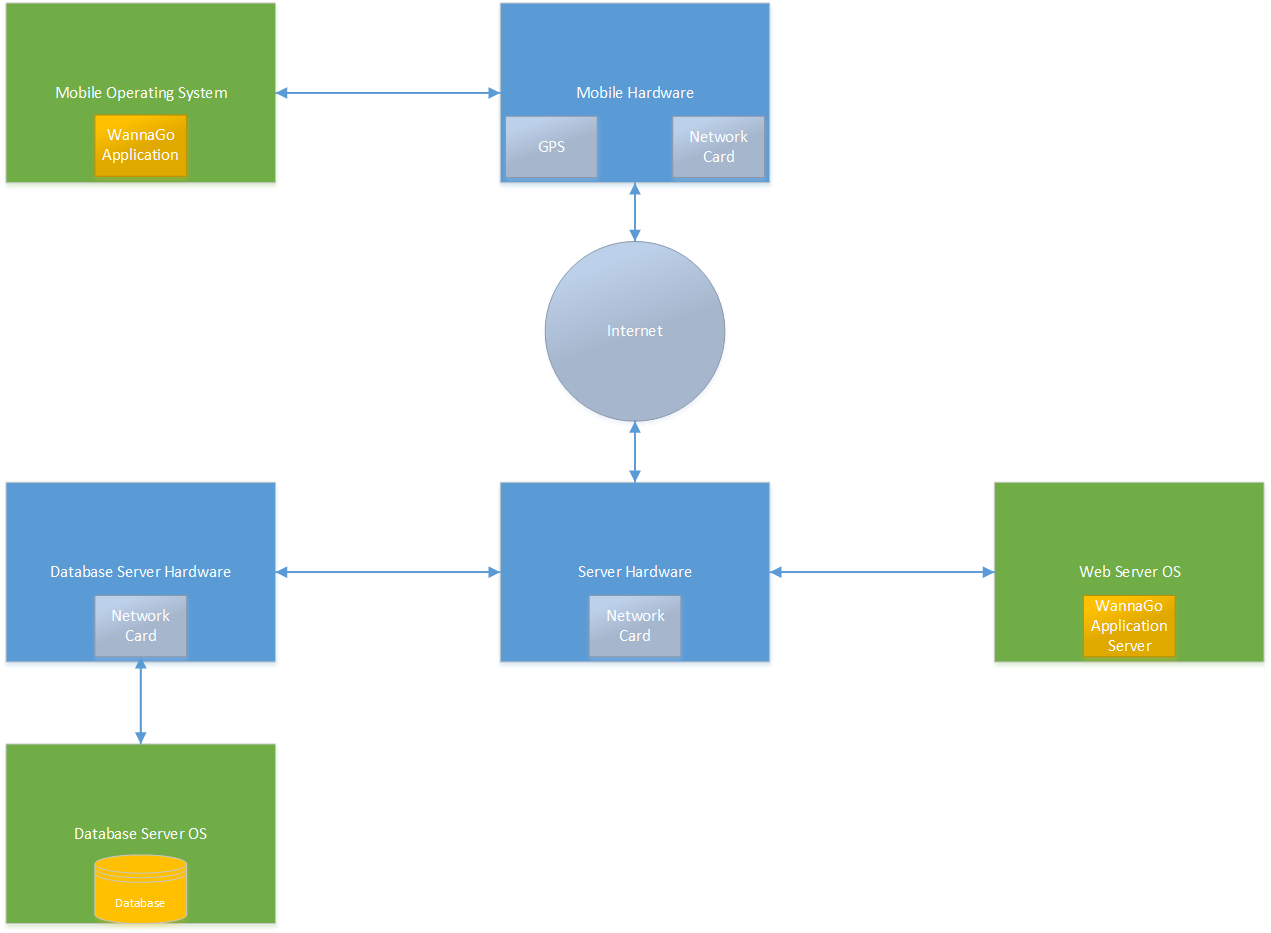 Mobile Operating System
WannaGo
Application
Mobile Hardware
GPS
Network
Card
Internet
Database Server Hardware
Network
Card
Server Hardware
Network
Card
Web Server OS
WannaGo
Application
Server
Database Server OS
Database